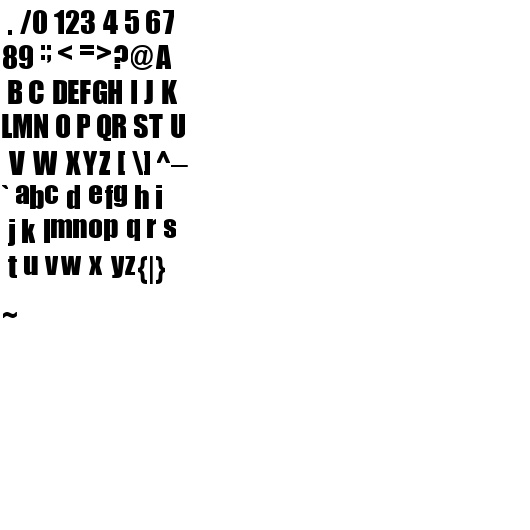 . /0 123 4 5 67
89 :; < =>?@A
B C DEFGH I J K
LMN O P QR ST U
V W XYZ [ \] ^_
` abc d efg h i
j k lmnop q r s
t u vw x yz{|}
~